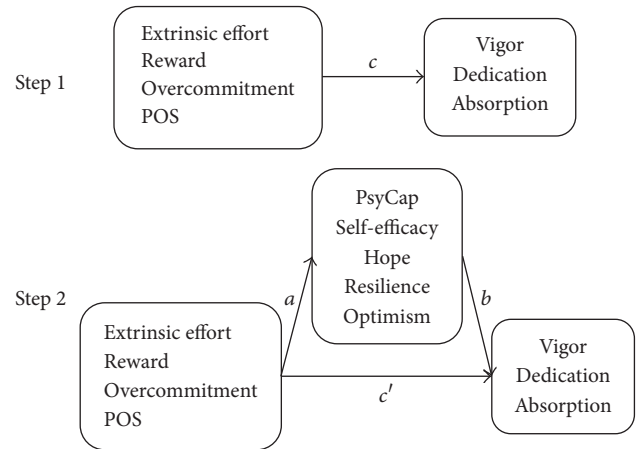 Step 1
Extrinsic effort
Reward
Overcommitment
POS
c
Vigor
Dedication
Absorption
Step 2
Extrinsic effort
Reward
Overcommitment
POS
a
PsyCap
Self-efficacy
Hope
Resilience
Optimism
b
c′
Vigor
Dedication
Absorption